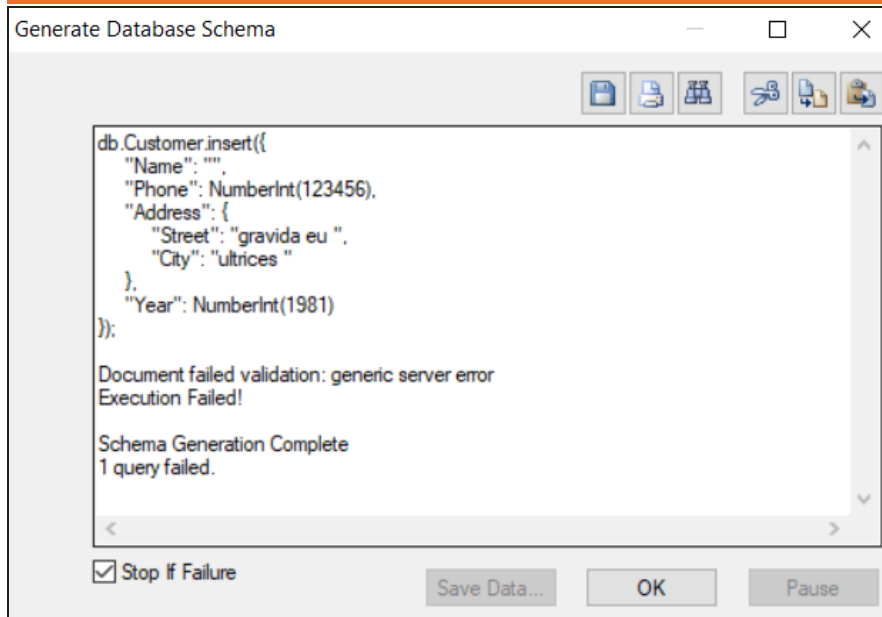 Generate Database Schema
db.Customer.insert({
"Name": "",
"Phone": NumberInt(123456),
"Address": {
"Street": "gravida eu ",
"City": "ultrices "
},
"Year": NumberInt(1981)
});
Document failed validation: generic server error
Execution Failed!
Schema Generation Complete
1 query failed.
Stop If Failure
Save Data...
OK
Pause